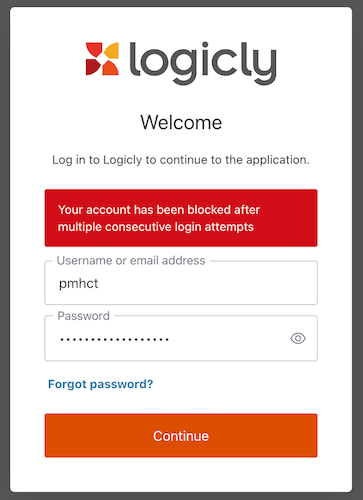 logicly
Welcome
Log in to Logicly to continue to the application.
Your account has been blocked after
multiple consecutive login attempts
Username or email address
pmhct
Password
••••••••••••••••••
Forgot password?
Continue